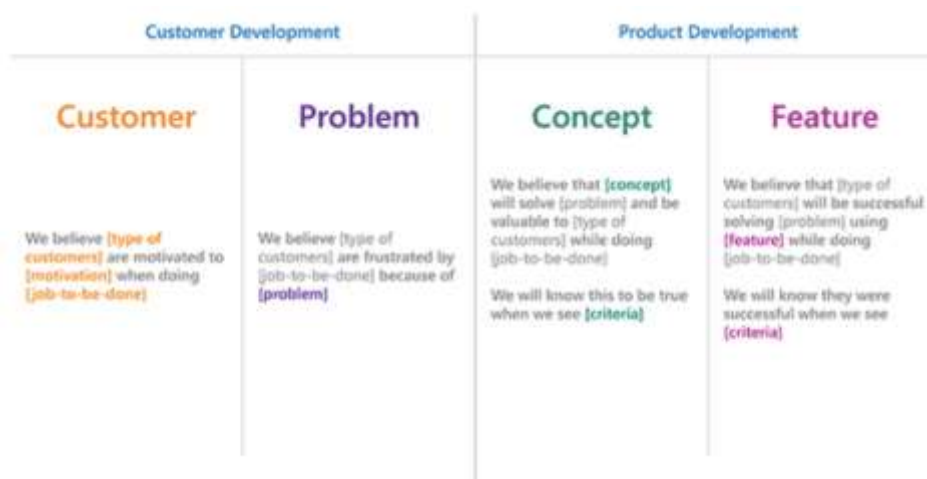 Customer Development
Product Development
Customer
We believe [type of
customers] are motivated to
[motivation] when doing
[job-to-be-done]
Problem
We believe [type of
customers] are frustrated by
[job-to-be-done] because of
[problem]
Concept
We believe that [concept]
will solve [problem] and be
valuable to [type of
customers] while doing
[job-to-be-done]
We will know this to be true
when we see [criteria]
Feature
We believe that [type of
customers] will be successful
solving [problem] using
[feature] while doing
[job-to-be-done]
We will know they were
successful when we see
[criteria]